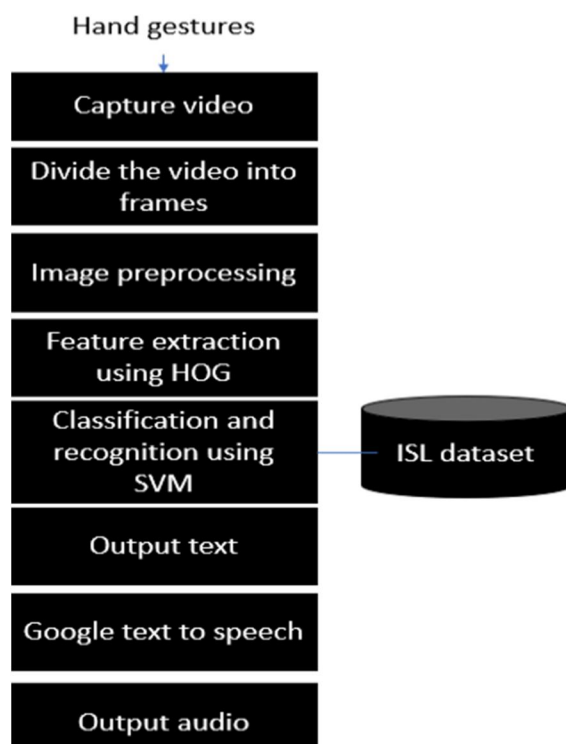 Hand gestures
Capture video
Divide the video into
frames
Image preprocessing
Feature extraction
using HOG
Classification and
recognition using
SVM
ISL dataset
Output text
Google text to speech
Output audio